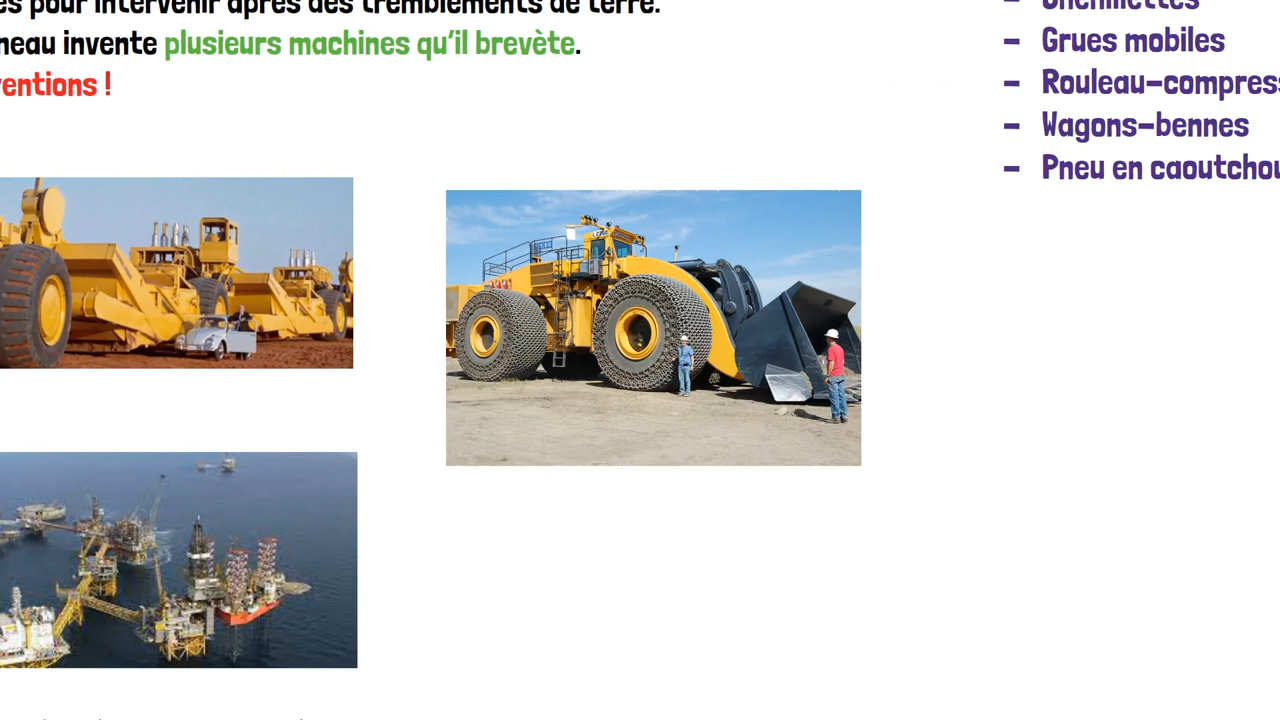 es pour intervenir après des tremblements de terre.
neau invente plusieurs machines qu'il brevète.
ventions !
– Chenillettes
– Grues mobiles
– Rouleau-compress
– Wagons-bennes
– Pneu en caoutchou